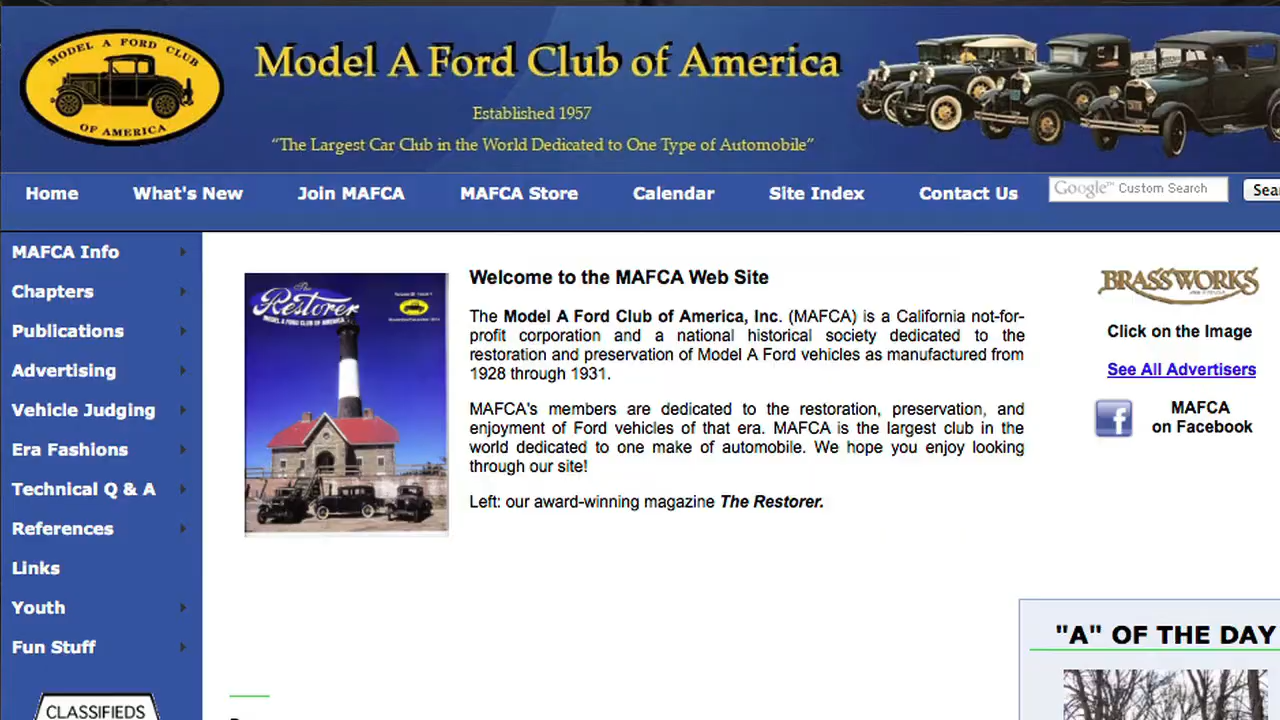 MODEL A FORD CLUB
OF AMERICA
Model A Ford Club of America
Established 1957
“The Largest Car Club in the World Dedicated to One Type of Automobile”
Home What's New Join MAFCA MAFCA Store Calendar Site Index Contact Us Google™ Custom Search Sea
MAFCA Info
Chapters
Publications
Advertising
Vehicle Judging
Era Fashions
Technical Q & A
References
Links
Youth
Fun Stuff
CLASSIFIEDS
The
Restorer
MODEL A FORD CLUB OF AMERICA
Welcome to the MAFCA Web Site
The Model A Ford Club of America, Inc. (MAFCA) is a California not-for-
profit corporation and a national historical society dedicated to the
restoration and preservation of Model A Ford vehicles as manufactured from
1928 through 1931.
MAFCA's members are dedicated to the restoration, preservation, and
enjoyment of Ford vehicles of that era. MAFCA is the largest club in the
world dedicated to one make of automobile. We hope you enjoy looking
through our site!
Left: our award-winning magazine The Restorer.
BRASSWORKS
Click on the Image
See All Advertisers
MAFCA
on Facebook
"A" OF THE DAY